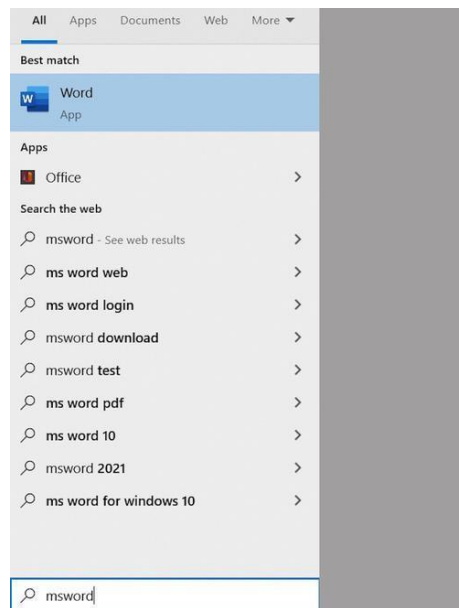 All Apps Documents Web More
Best match
Word
App
Apps
Office
Search the web
msword - See web results
ms word web
ms word login
msword download
msword test
ms word pdf
ms word 10
msword 2021
ms word for windows 10
msword